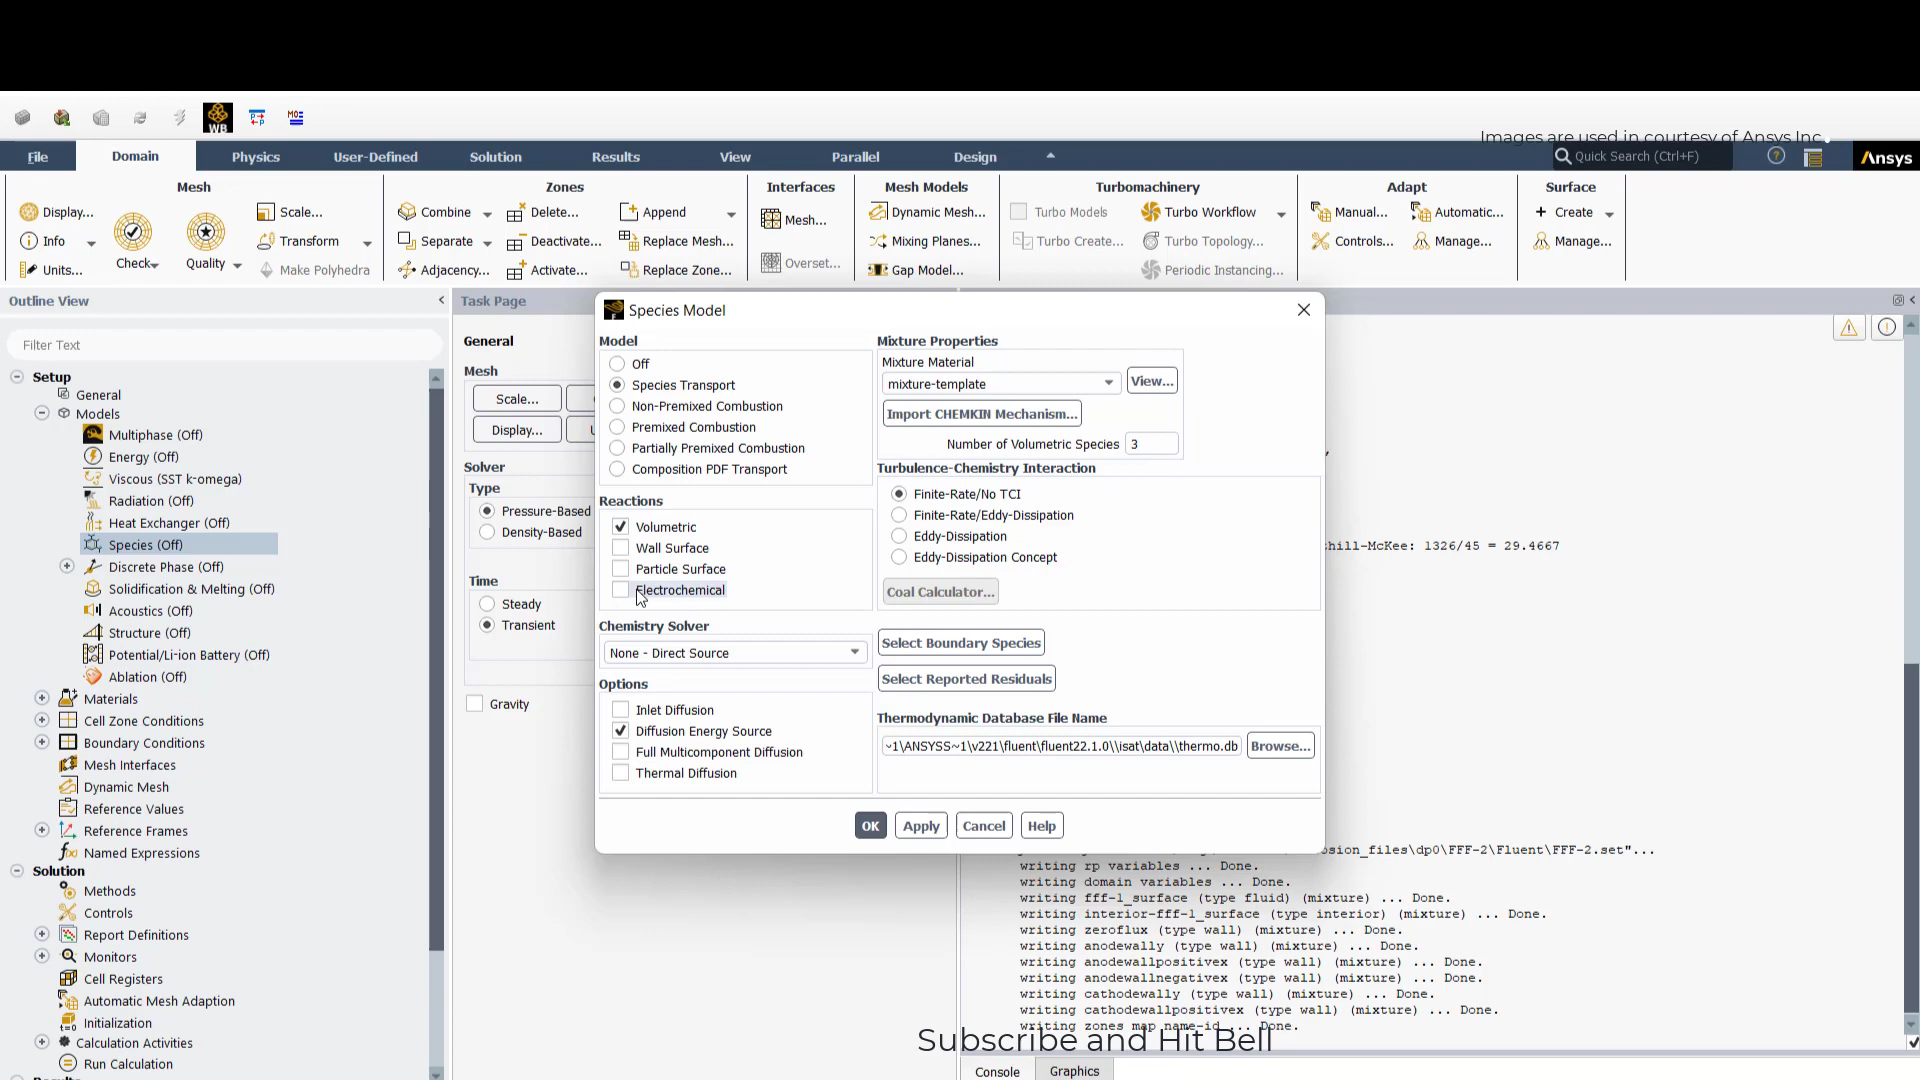 WB
MO
Images are used in courtesy of Ansys Inc.
File
Domain
Physics
User-Defined
Solution
Results
View
Parallel
Design
Quick Search (Ctrl+F)
Ansys
Mesh
Display...
Info
Units...
Check
Quality
Scale...
Transform
Make Polyhedra
Zones
Combine
Separate
Adjacency...
Delete...
Deactivate...
Activate...
Append
Replace Mesh...
Replace Zone...
Interfaces
Mesh...
Overset...
Mesh Models
Dynamic Mesh...
Mixing Planes...
Gap Model...
Turbomachinery
Turbo Models
Turbo Create...
Turbo Workflow
Turbo Topology...
Periodic Instancing...
Adapt
Manual...
Controls...
Automatic...
Manage...
Surface
+ Create
Manage...
Outline View
Filter Text
Setup
General
Models
Multiphase (Off)
Energy (Off)
Viscous (SST k-omega)
Radiation (Off)
Heat Exchanger (Off)
Species (Off)
Discrete Phase (Off)
Solidification & Melting (Off)
Acoustics (Off)
Structure (Off)
Potential/Li-ion Battery (Off)
Ablation (Off)
Materials
Cell Zone Conditions
Boundary Conditions
Mesh Interfaces
Dynamic Mesh
Reference Values
Reference Frames
Named Expressions
Solution
Methods
Controls
Report Definitions
Monitors
Cell Registers
Automatic Mesh Adaption
Initialization
Calculation Activities
Run Calculation
Task Page
General
Mesh
Scale...
Display...
Solver
Type
Pressure-Based
Density-Based
Time
Steady
Transient
Gravity
Species Model
Model
Off
Species Transport
Non-Premixed Combustion
Premixed Combustion
Partially Premixed Combustion
Composition PDF Transport
Reactions
Volumetric
Wall Surface
Particle Surface
Electrochemical
Chemistry Solver
None - Direct Source
Options
Inlet Diffusion
Diffusion Energy Source
Full Multicomponent Diffusion
Thermal Diffusion
Mixture Properties
Mixture Material
mixture-template
View...
Import CHEMKIN Mechanism...
Number of Volumetric Species 3
Turbulence-Chemistry Interaction
Finite-Rate/No TCI
Finite-Rate/Eddy-Dissipation
Eddy-Dissipation
Eddy-Dissipation Concept
Coal Calculator...
Select Boundary Species
Select Reported Residuals
Thermodynamic Database File Name
~1\ANSYSS~1\v221\fluent\fluent22.1.0\\isat\data\\thermo.db
Browse...
OK
Apply
Cancel
Help
hill-McKee: 1326/45 = 29.4667
osion_files\dp0\FFF-2\Fluent\FFF-2.set"...
writing rp variables ... Done.
writing domain variables ... Done.
writing fff-1_surface (type fluid) (mixture) ... Done.
writing interior-fff-1_surface (type interior) (mixture) ... Done.
writing zeroflux (type wall) (mixture) ... Done.
writing anodewally (type wall) (mixture) ... Done.
writing anodewallpositivex (type wall) (mixture) ... Done.
writing anodewallnegativex (type wall) (mixture) ... Done.
writing cathodewally (type wall) (mixture) ... Done.
writing cathodewallpositivex (type wall) (mixture) ... Done.
writing zones map name-id ... Done.
Subscribe and Hit Bell
Console
Graphics